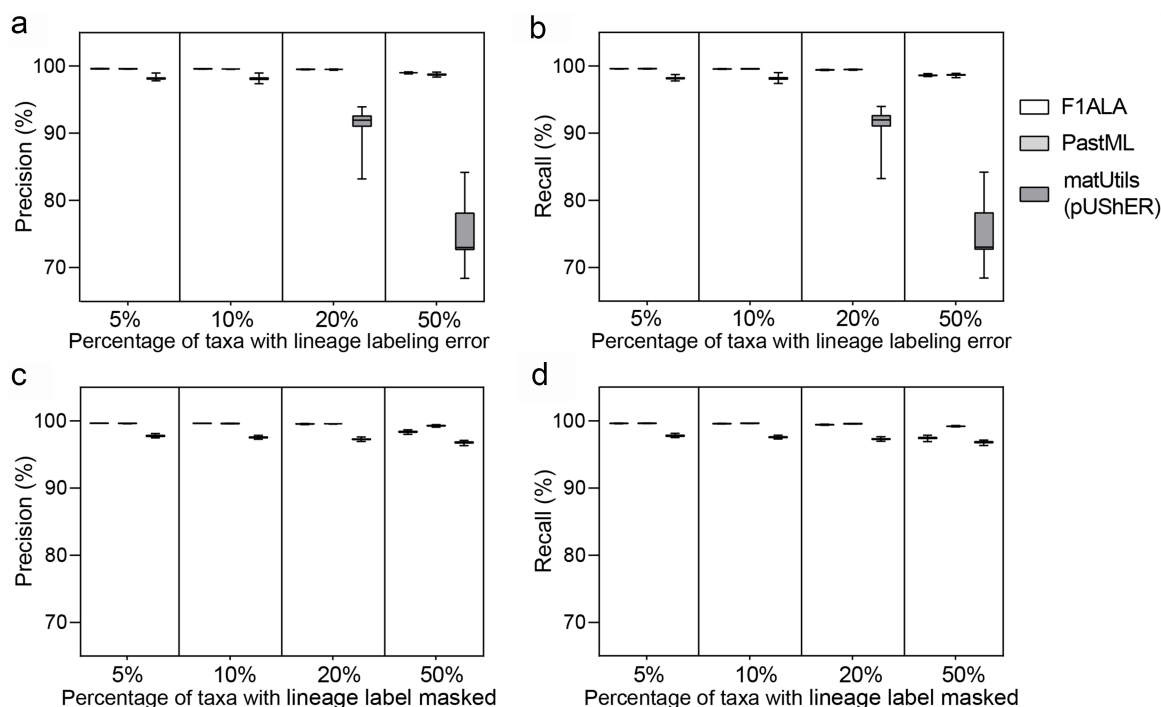 a
100
90
80
70
Precision (%)
5% 10% 20% 50%
Percentage of taxa with lineage labeling error
b
100
90
80
70
Recall (%)
5% 10% 20% 50%
Percentage of taxa with lineage labeling error
F1ALA
PastML
matUtils
(pUShER)
c
100
90
80
70
Precision (%)
5% 10% 20% 50%
Percentage of taxa with lineage label masked
d
100
90
80
70
Recall (%)
5% 10% 20% 50%
Percentage of taxa with lineage label masked